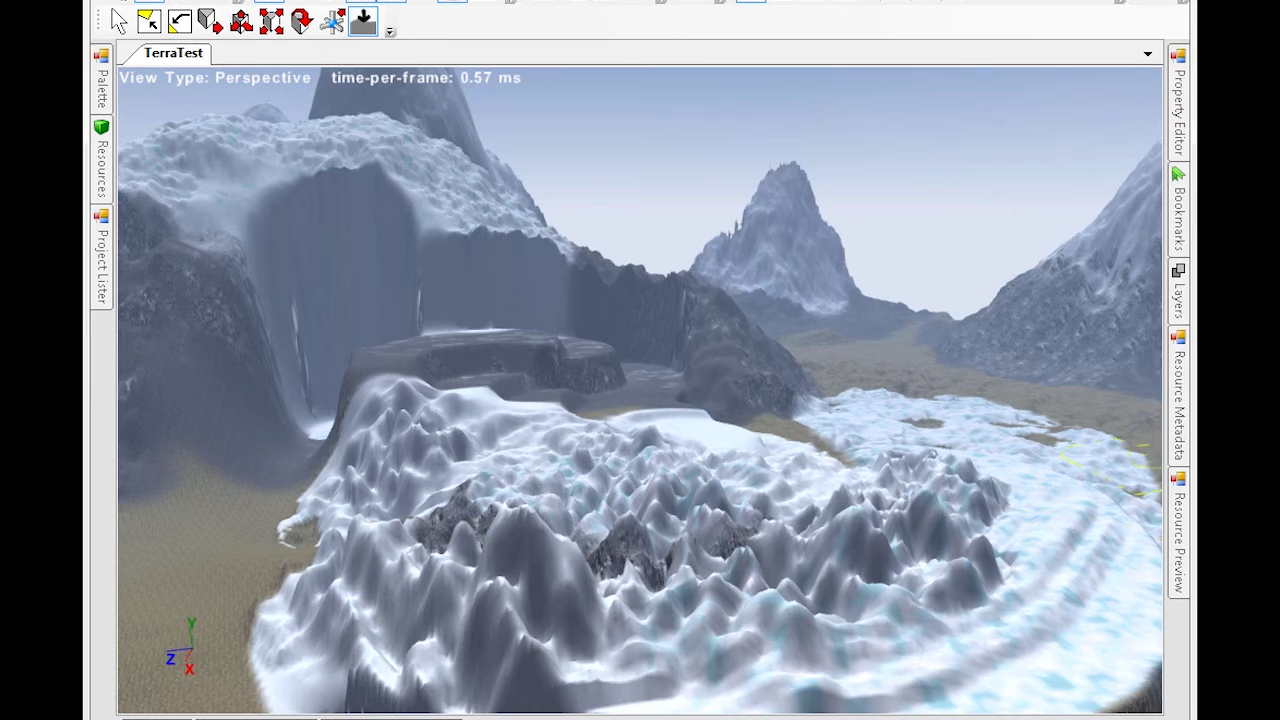 TerraTest
View Type: Perspective time-per-frame: 0.57 ms
Palette
Resources
Project Lister
Property Editor
Bookmarks
Layers
Resource Metadata
Resource Preview
Y
Z
X